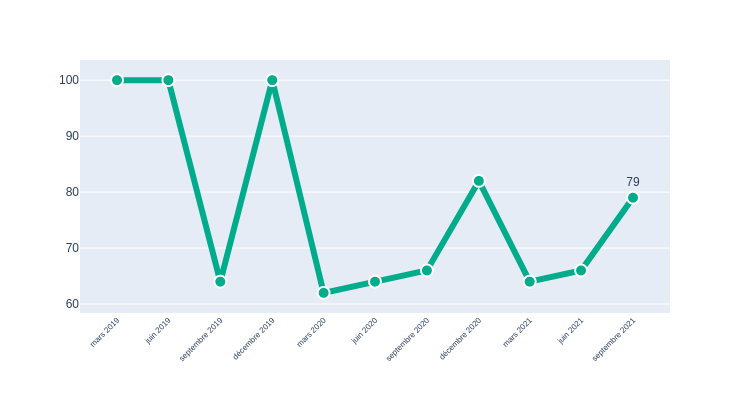 100
90
80
70
60
79
mars 2019
juin 2019
septembre 2019
décembre 2019
mars 2020
juin 2020
septembre 2020
décembre 2020
mars 2021
juin 2021
septembre 2021